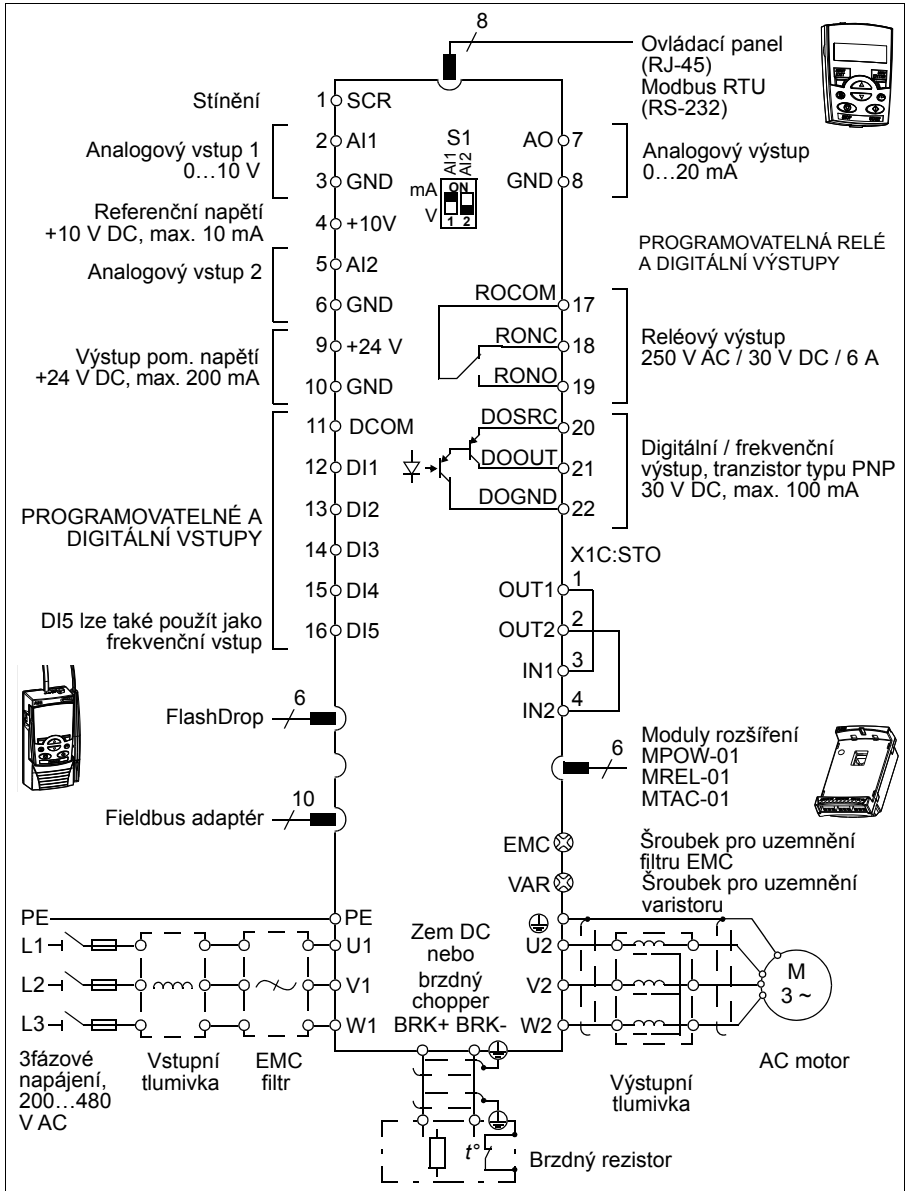 8
Ovládací panel
(RJ-45)
Modbus RTU
(RS-232)
Stínění
1 SCR
Analogový vstup 1
0…10 V
2 AI1
3 GND
S1
AI1
AI2
mA
V
ON
1 2
AO 7
GND 8
Analogový výstup
0…20 mA
Referenční napětí
+10 V DC, max. 10 mA
4 +10V
Analogový vstup 2
5 AI2
6 GND
PROGRAMOVATELNÁ RELÉ
A DIGITÁLNÍ VÝSTUPY
ROCOM 17
RONC 18
RONO 19
Reléový výstup
250 V AC / 30 V DC / 6 A
Výstup pom. napětí
+24 V DC, max. 200 mA
9 +24 V
10 GND
11 DCOM
12 DI1
13 DI2
14 DI3
15 DI4
16 DI5
PROGRAMOVATELNÉ A
DIGITÁLNÍ VSTUPY
DI5 lze také použít jako
frekvenční vstup
DOSRC 20
DOOUT 21
DOGND 22
Digitální / frekvenční
výstup, tranzistor typu PNP
30 V DC, max. 100 mA
X1C:STO
OUT1 1
OUT2 2
IN1 3
IN2 4
FlashDrop
6
Fieldbus adaptér
10
6
Moduly rozšíření
MPOW-01
MREL-01
MTAC-01
EMC
Šroubek pro uzemnění
filtru EMC
VAR
Šroubek pro uzemnění
varistoru
PE
PE
L1
U1
L2
V1
L3
W1
Zem DC
nebo
brzdný
chopper
BRK+ BRK-
U2
V2
W2
M
3 ~
3fázové
napájení,
200…480
V AC
Vstupní
tlumivka
EMC
filtr
Výstupní
tlumivka
AC motor
t°
Brzdný rezistor